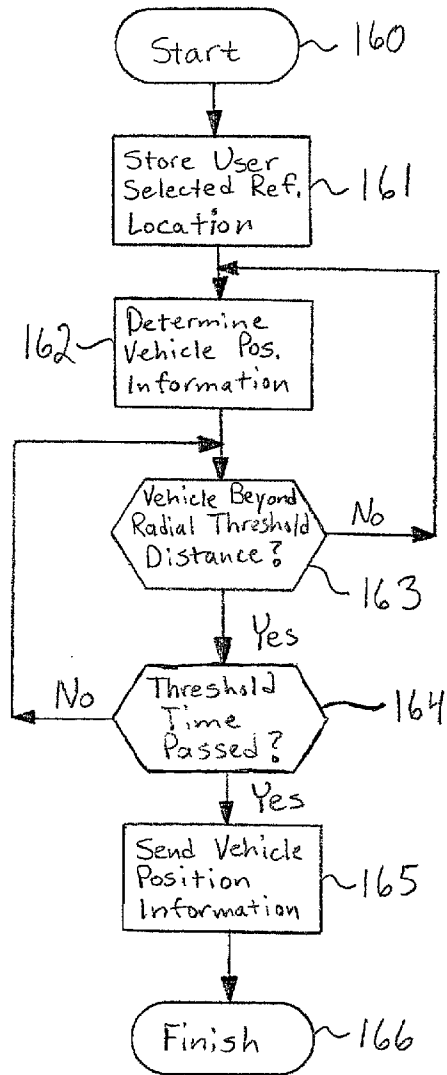 Start
160
Store User
Selected Ref.
Location
161
162
Determine
Vehicle Pos.
Information
Vehicle Beyond
Radial Threshold
Distance?
No
163
Yes
No
Threshold
Time
Passed?
164
Yes
Send Vehicle
Position
Information
165
Finish
166